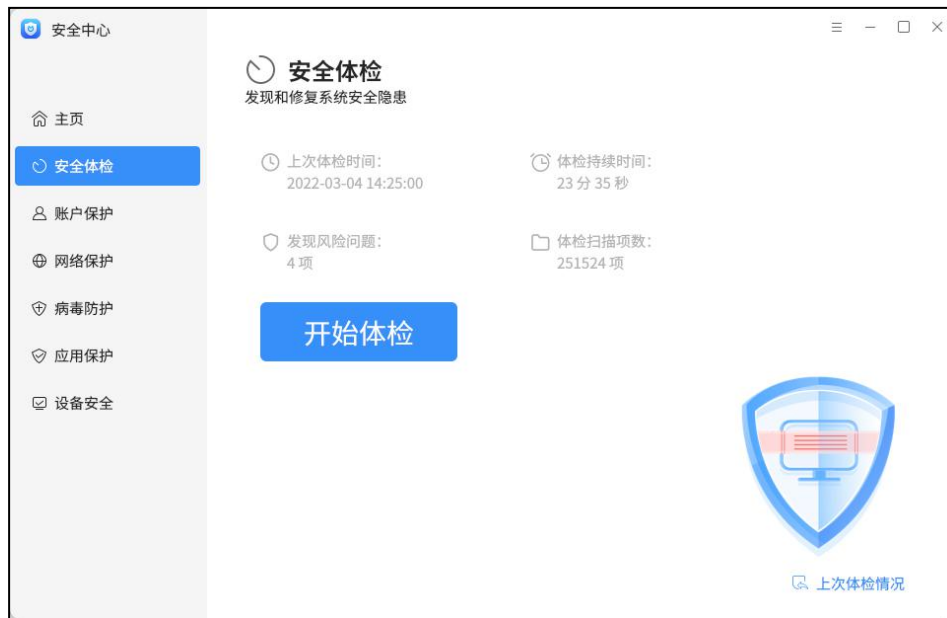 安全中心
主页
安全体检
账户保护
网络保护
病毒防护
应用保护
设备安全
安全体检
发现和修复系统安全隐患
上次体检时间：
2022-03-04 14:25:00
体检持续时间：
23 分 35 秒
发现风险问题：
4 项
体检扫描项数：
251524 项
开始体检
上次体检情况